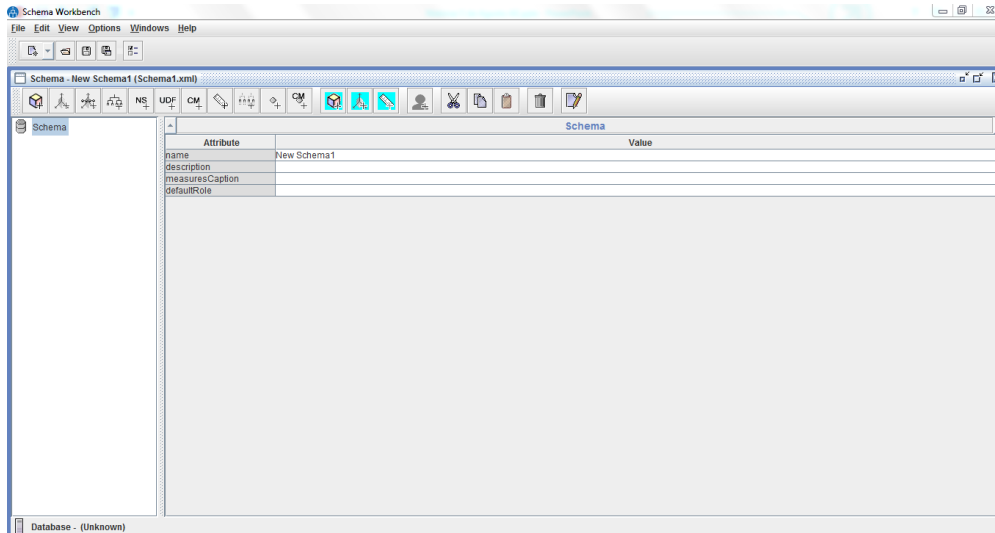 Schema Workbench
File Edit View Options Windows Help
Schema - New Schema1 (Schema1.xml)
NS UDF CM CM
Schema
Schema
Attribute Value
name New Schema1
description
measuresCaption
defaultRole
Database - (Unknown)